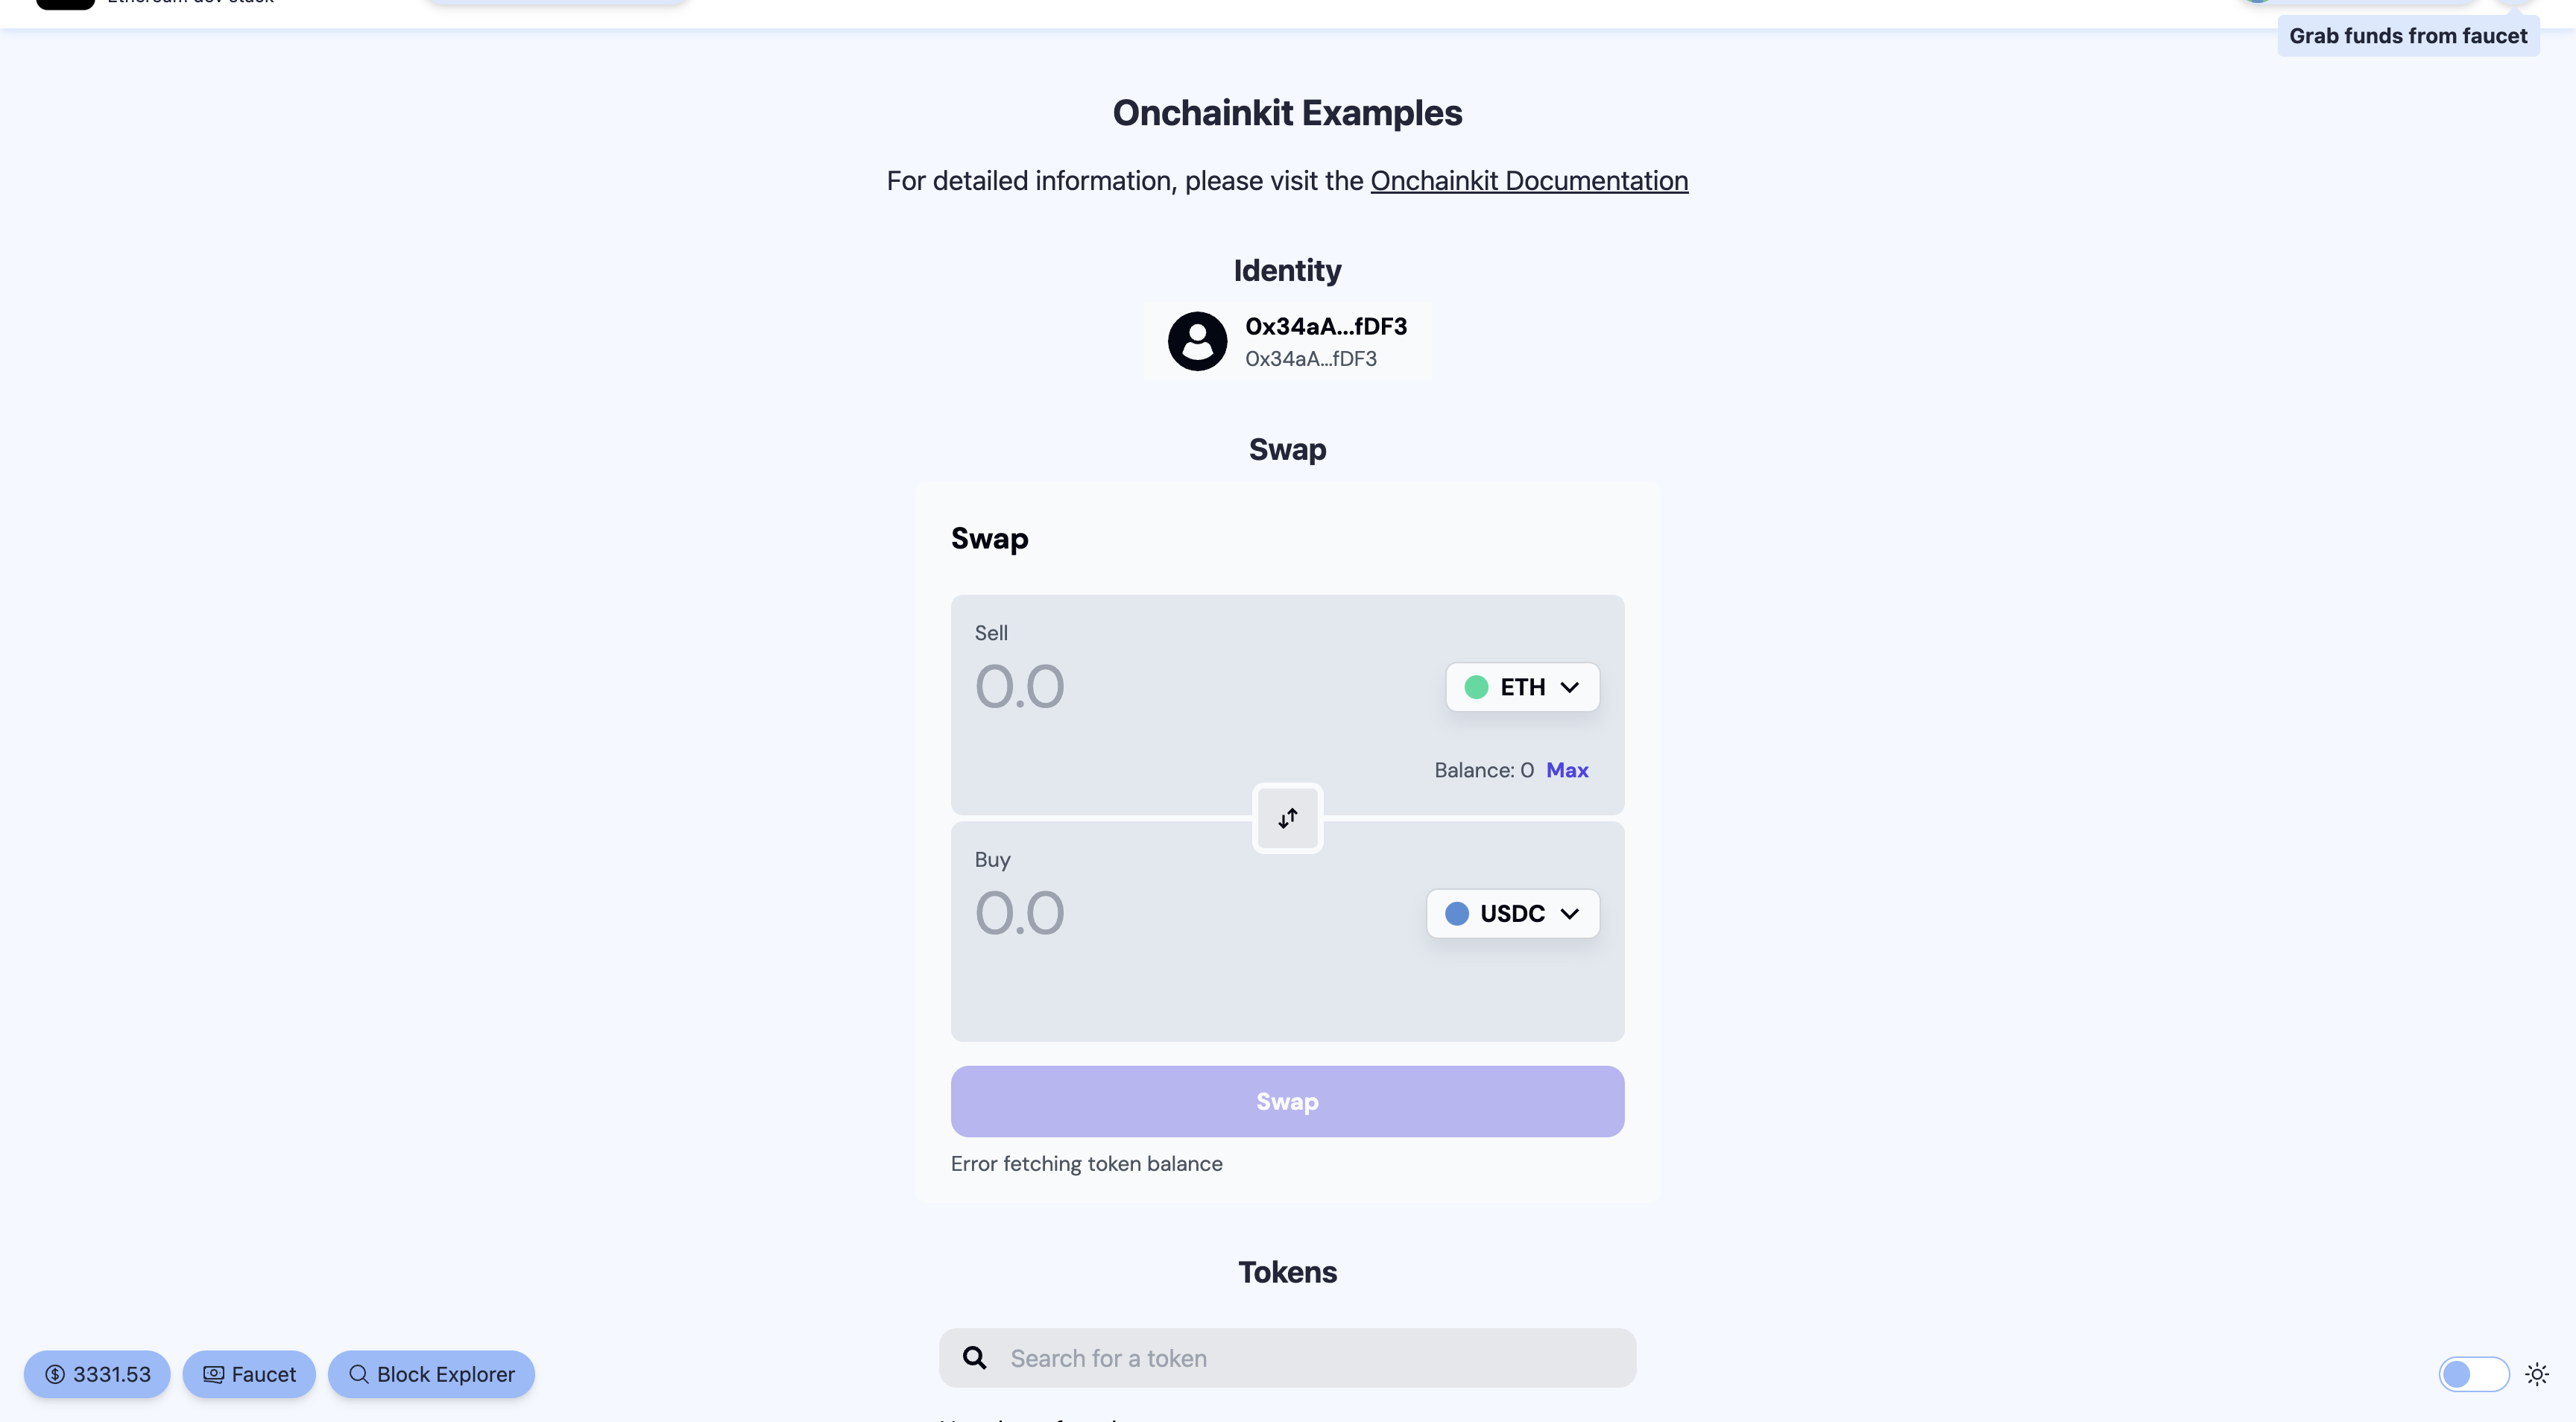 Ethereum dev stack
Grab funds from faucet
Onchainkit Examples
For detailed information, please visit the Onchainkit Documentation
Identity
0x34aA...fDF3
0x34aA...fDF3
Swap
Swap
Sell
0.0
ETH
Balance: 0 Max
Buy
0.0
USDC
Swap
Error fetching token balance
Tokens
Search for a token
3331.53
Faucet
Block Explorer